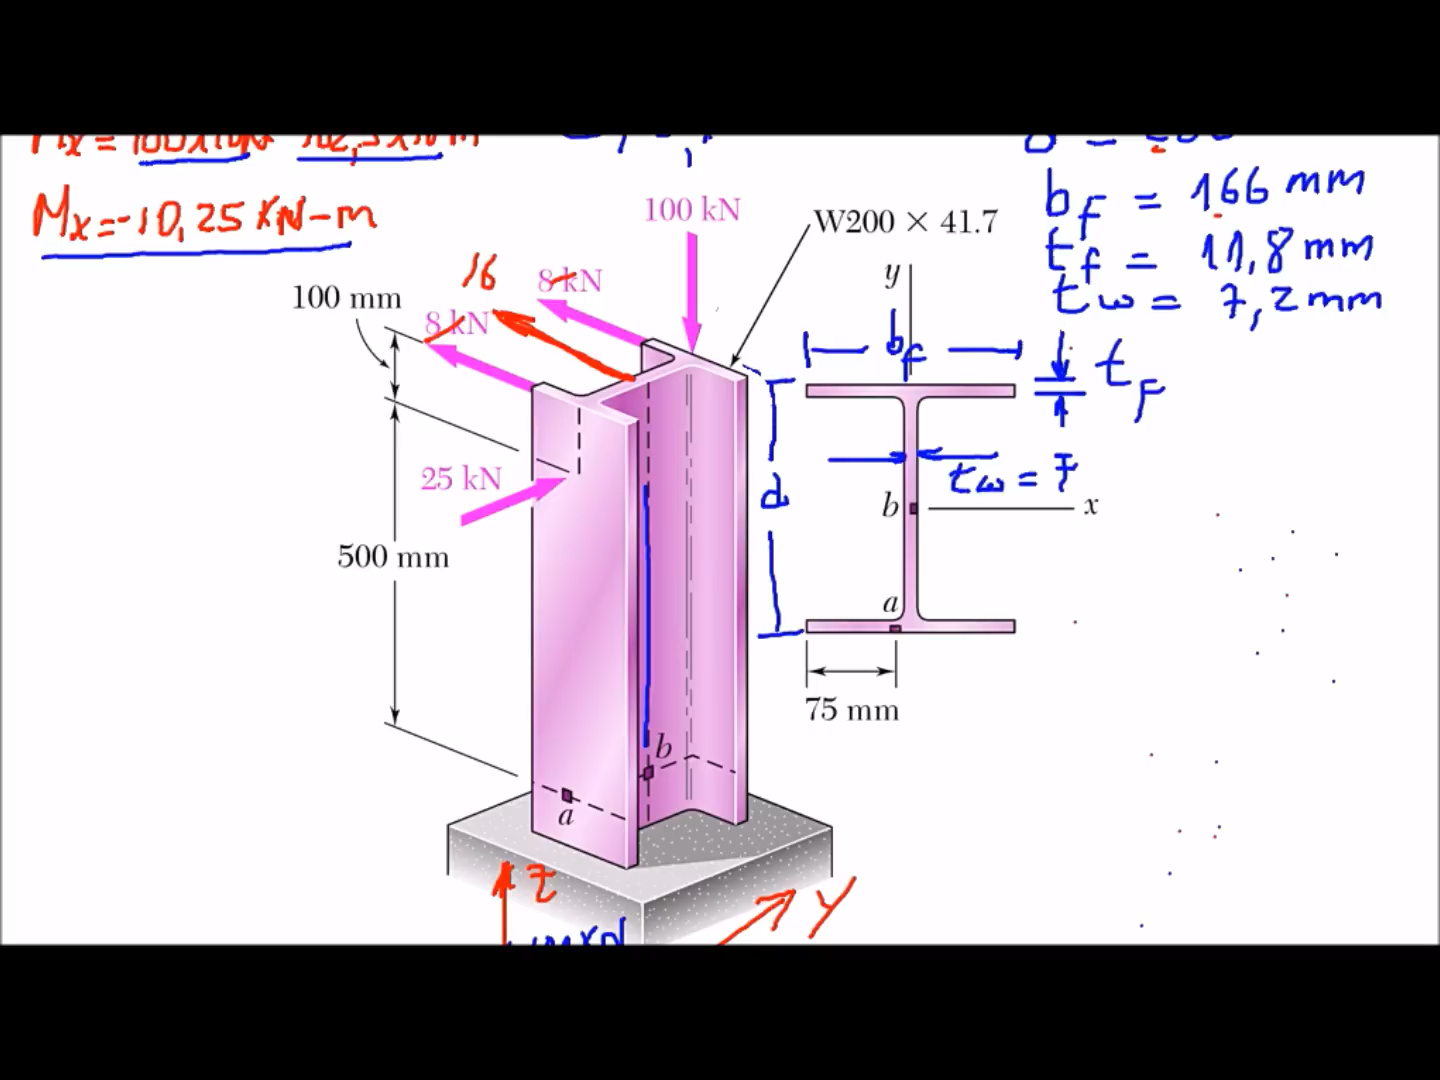 Mx=-10,25 KN-m
bf = 166 mm
tf = 11,8 mm
tw = 7,2 mm
100 kN
W200 × 41.7
16
8 kN
8 kN
100 mm
y
bf
tF
25 kN
d
tw = 7
b
x
500 mm
a
75 mm
b
a
z
y